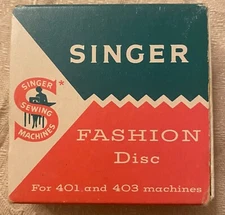 SINGER
SINGER
SEWING
MACHINES
*
FASHION
Disc
For 401 and 403 machines